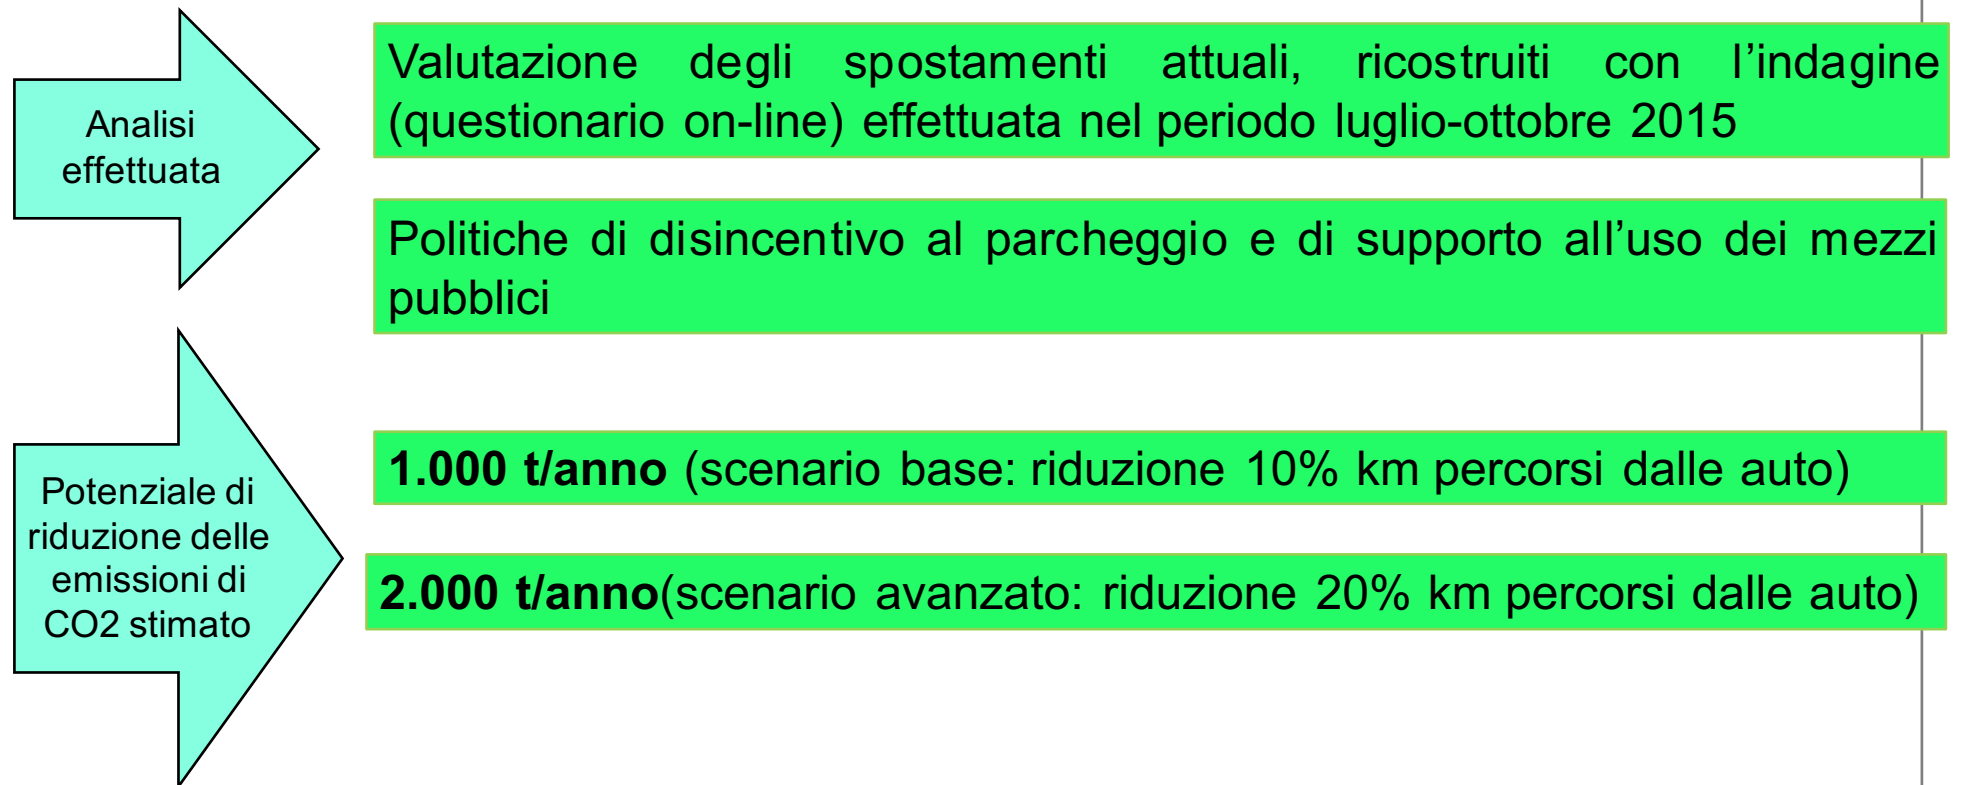 Analisi
effettuata
Valutazione degli spostamenti attuali, ricostruiti con l’indagine
(questionario on-line) effettuata nel periodo luglio-ottobre 2015
Politiche di disincentivo al parcheggio e di supporto all’uso dei mezzi
pubblici
Potenziale di
riduzione delle
emissioni di
CO2 stimato
1.000 t/anno (scenario base: riduzione 10% km percorsi dalle auto)
2.000 t/anno(scenario avanzato: riduzione 20% km percorsi dalle auto)